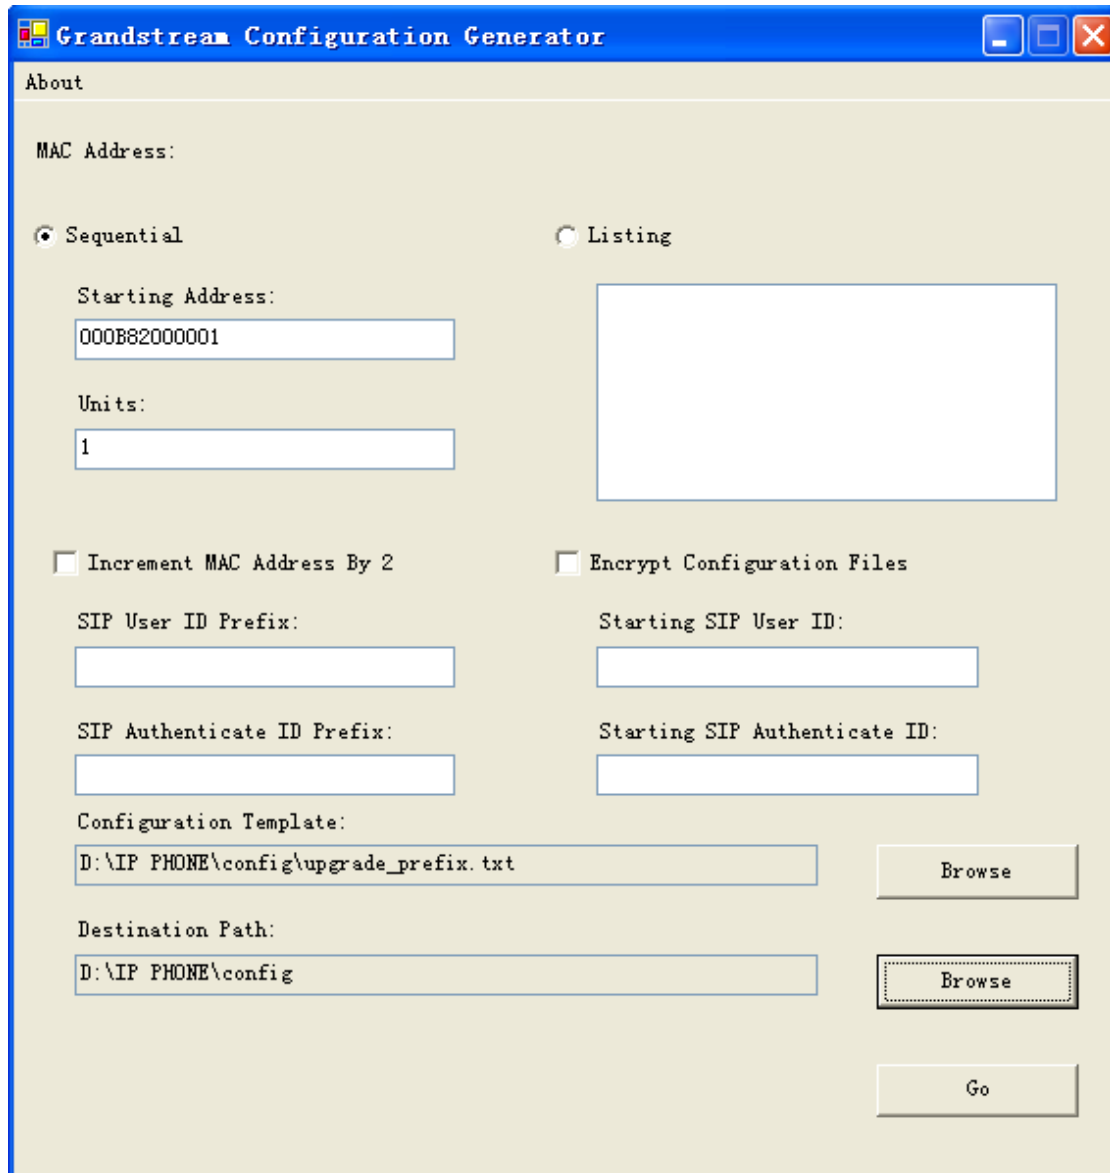 Grandstream Configuration Generator
About
MAC Address:
Sequential
Listing
Starting Address:
000B82000001
Units:
1
Increment MAC Address By 2
Encrypt Configuration Files
SIP User ID Prefix:
Starting SIP User ID:
SIP Authenticate ID Prefix:
Starting SIP Authenticate ID:
Configuration Template:
D:\IP PHONE\config\upgrade_prefix.txt
Browse
Destination Path:
D:\IP PHONE\config
Browse
Go